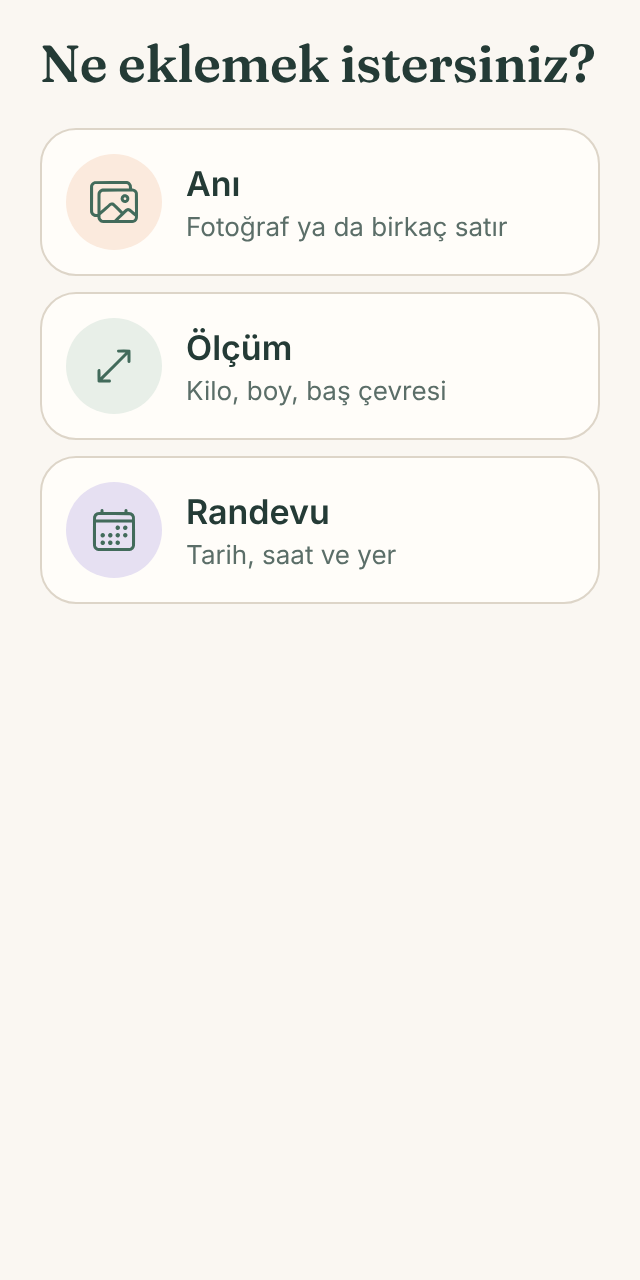 Ne eklemek istersiniz?
Anı
Fotoğraf ya da birkaç satır
Ölçüm
Kilo, boy, baş çevresi
Randevu
Tarih, saat ve yer